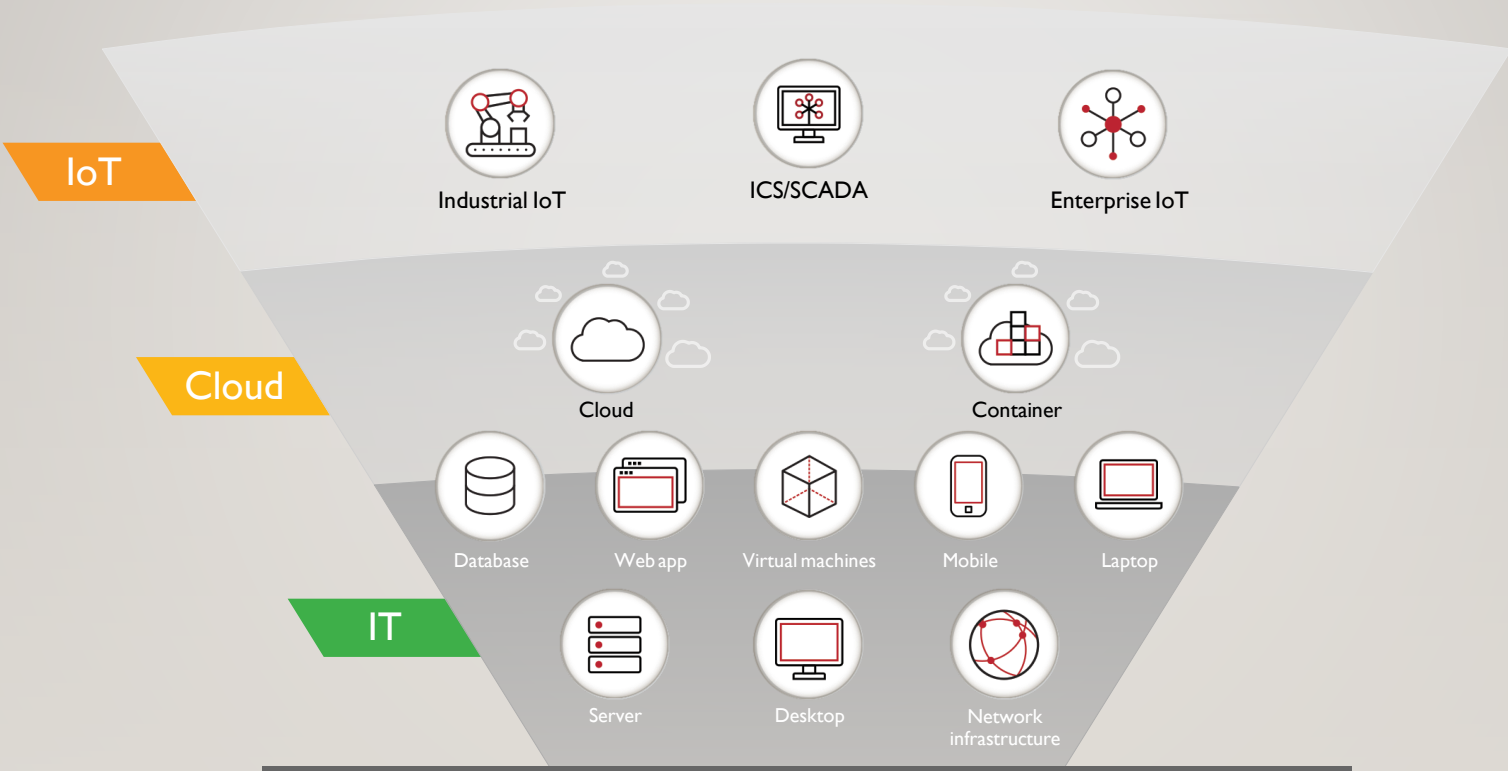 IoT
Industrial IoT
ICS/SCADA
Enterprise IoT
Cloud
Cloud
Container
Database
Web app
Virtual machines
Mobile
Laptop
IT
Server
Desktop
Network
infrastructure